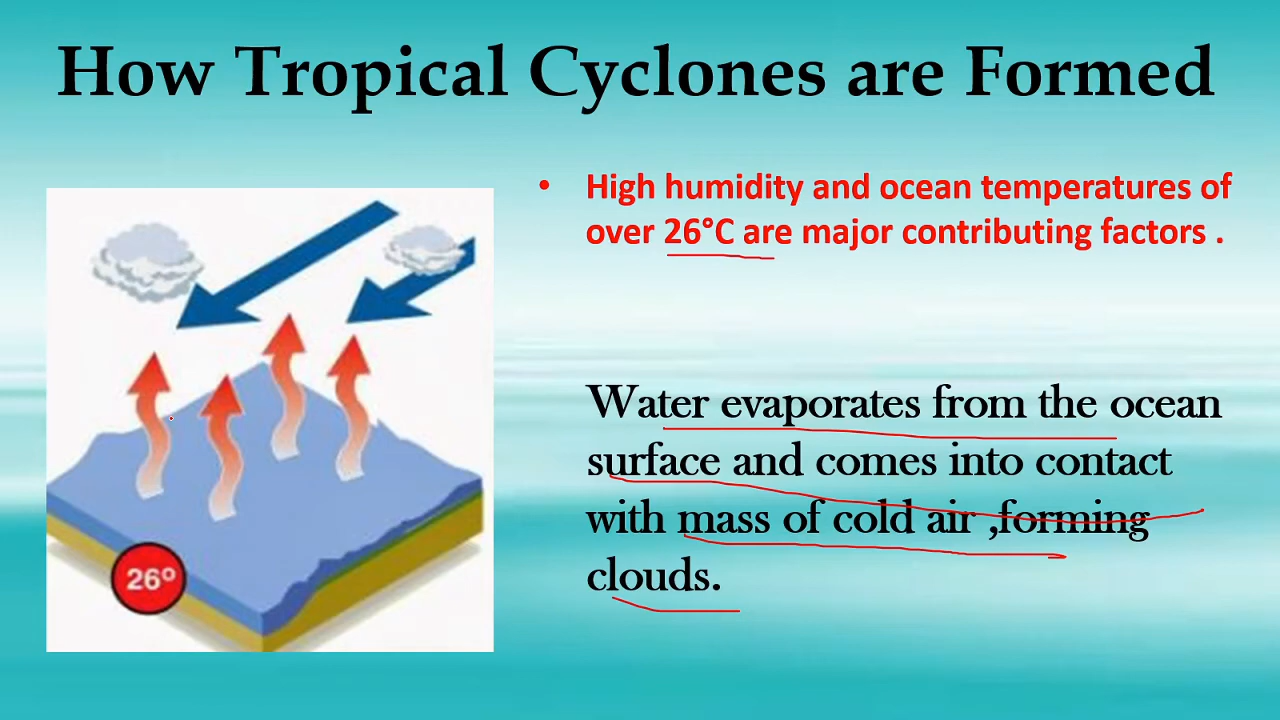 How Tropical Cyclones are Formed
• High humidity and ocean temperatures of
over 26°C are major contributing factors .
Water evaporates from the ocean
surface and comes into contact
with mass of cold air ,forming
clouds.
26º